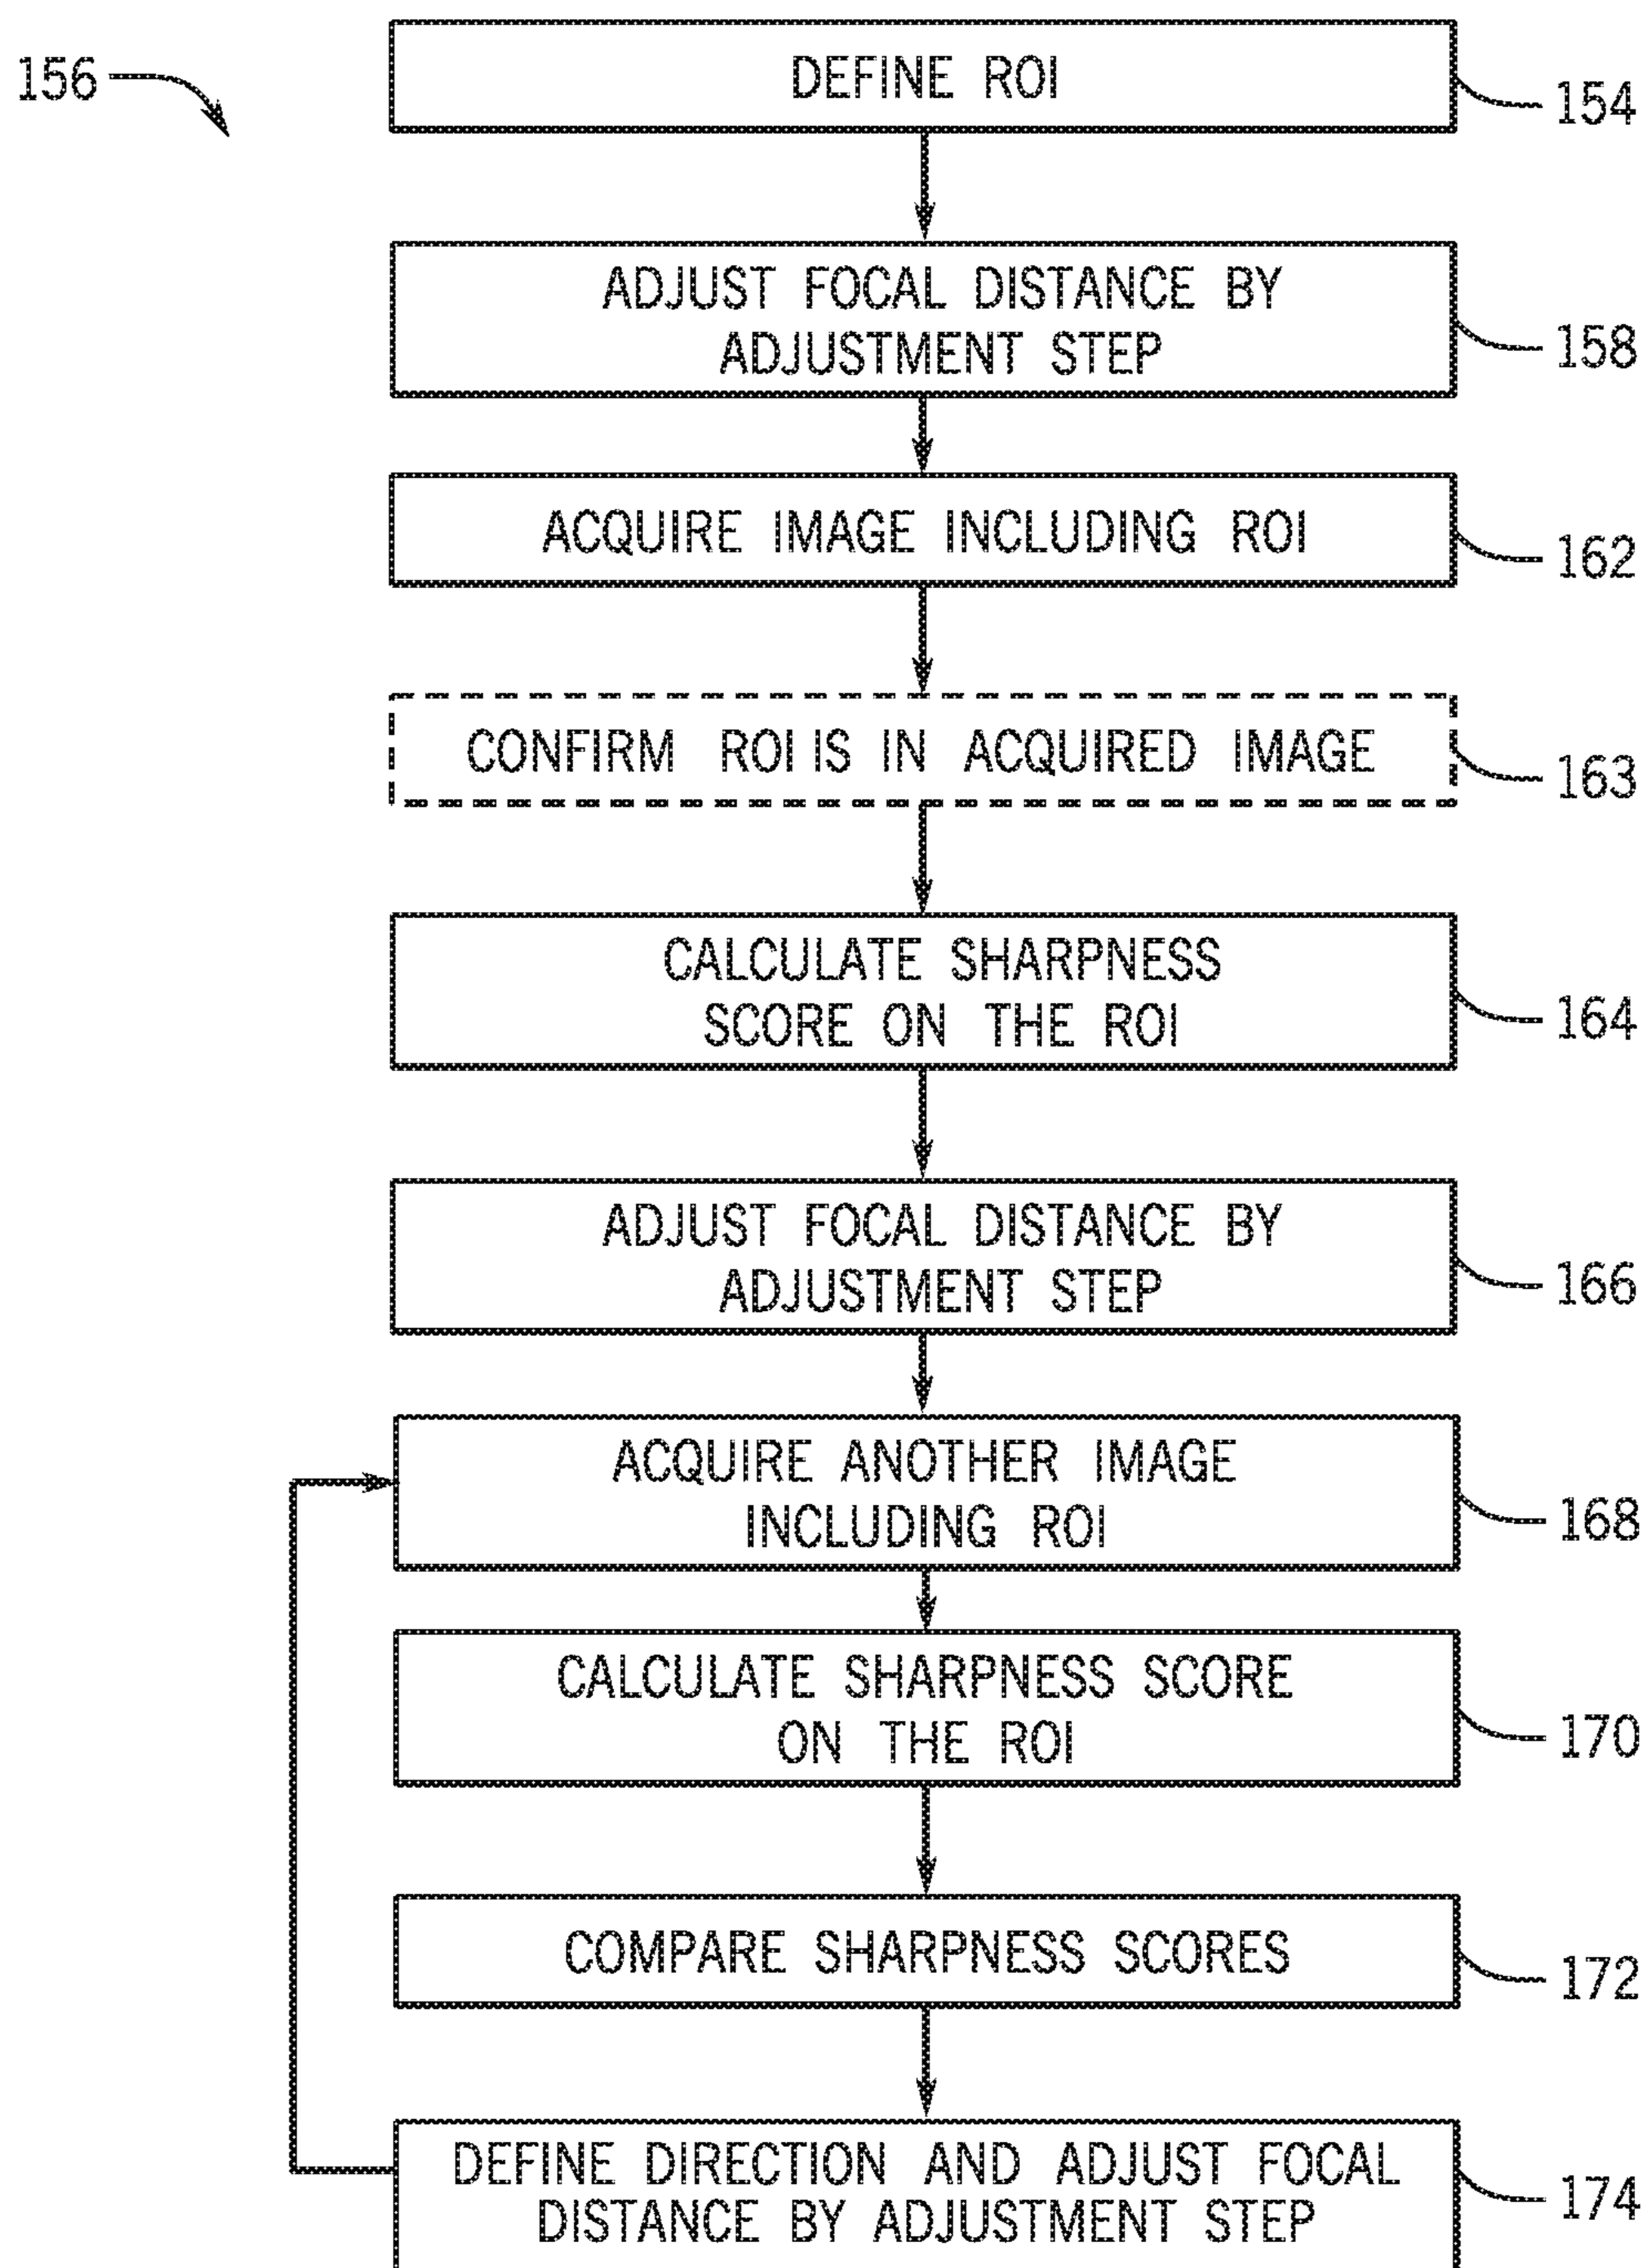 156
DEFINE ROI
154
ADJUST FOCAL DISTANCE BY
ADJUSTMENT STEP
158
ACQUIRE IMAGE INCLUDING ROI
162
CONFIRM ROI IS IN ACQUIRED IMAGE
163
CALCULATE SHARPNESS
SCORE ON THE ROI
164
ADJUST FOCAL DISTANCE BY
ADJUSTMENT STEP
166
ACQUIRE ANOTHER IMAGE
INCLUDING ROI
168
CALCULATE SHARPNESS SCORE
ON THE ROI
170
COMPARE SHARPNESS SCORES
172
DEFINE DIRECTION AND ADJUST FOCAL
DISTANCE BY ADJUSTMENT STEP
174